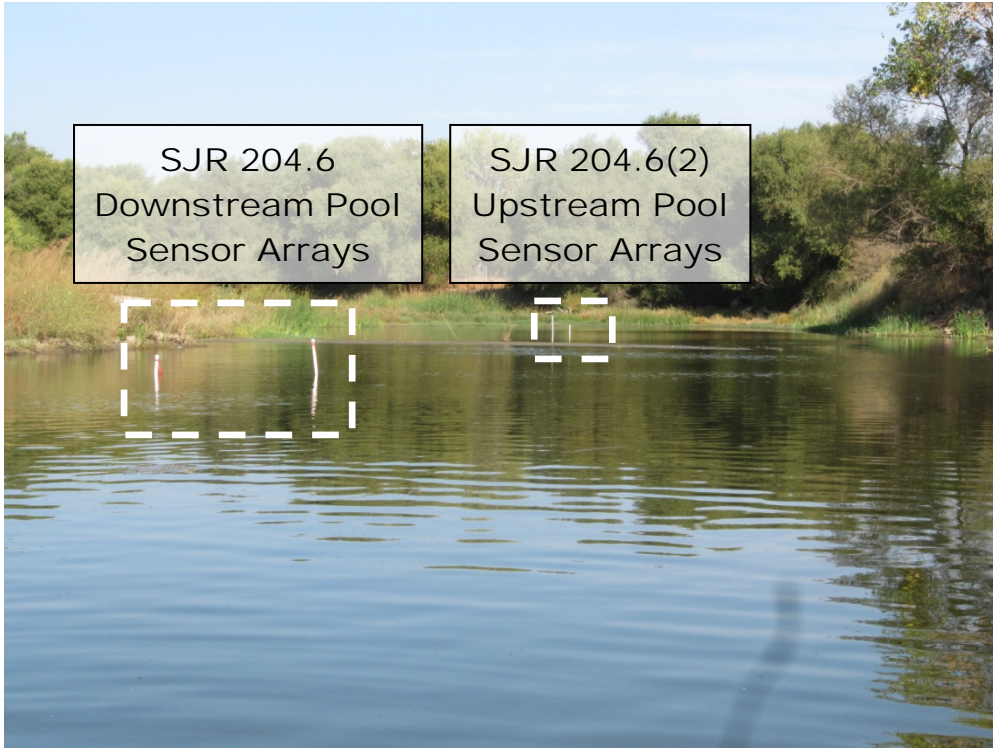 SJR 204.6
Downstream Pool
Sensor Arrays
SJR 204.6(2)
Upstream Pool
Sensor Arrays